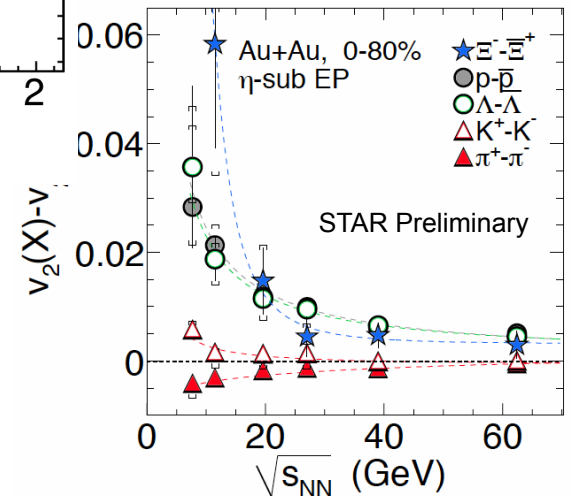 0.06
0.04
0.02
0
2
v₂(X)-v
Au+Au, 0-80%
η-sub EP
Ξ⁻-Ξ̅⁺
p-p̅
Λ-Λ̅
K⁺-K⁻
π⁺-π⁻
STAR Preliminary
0 20 40 60
√sNN (GeV)